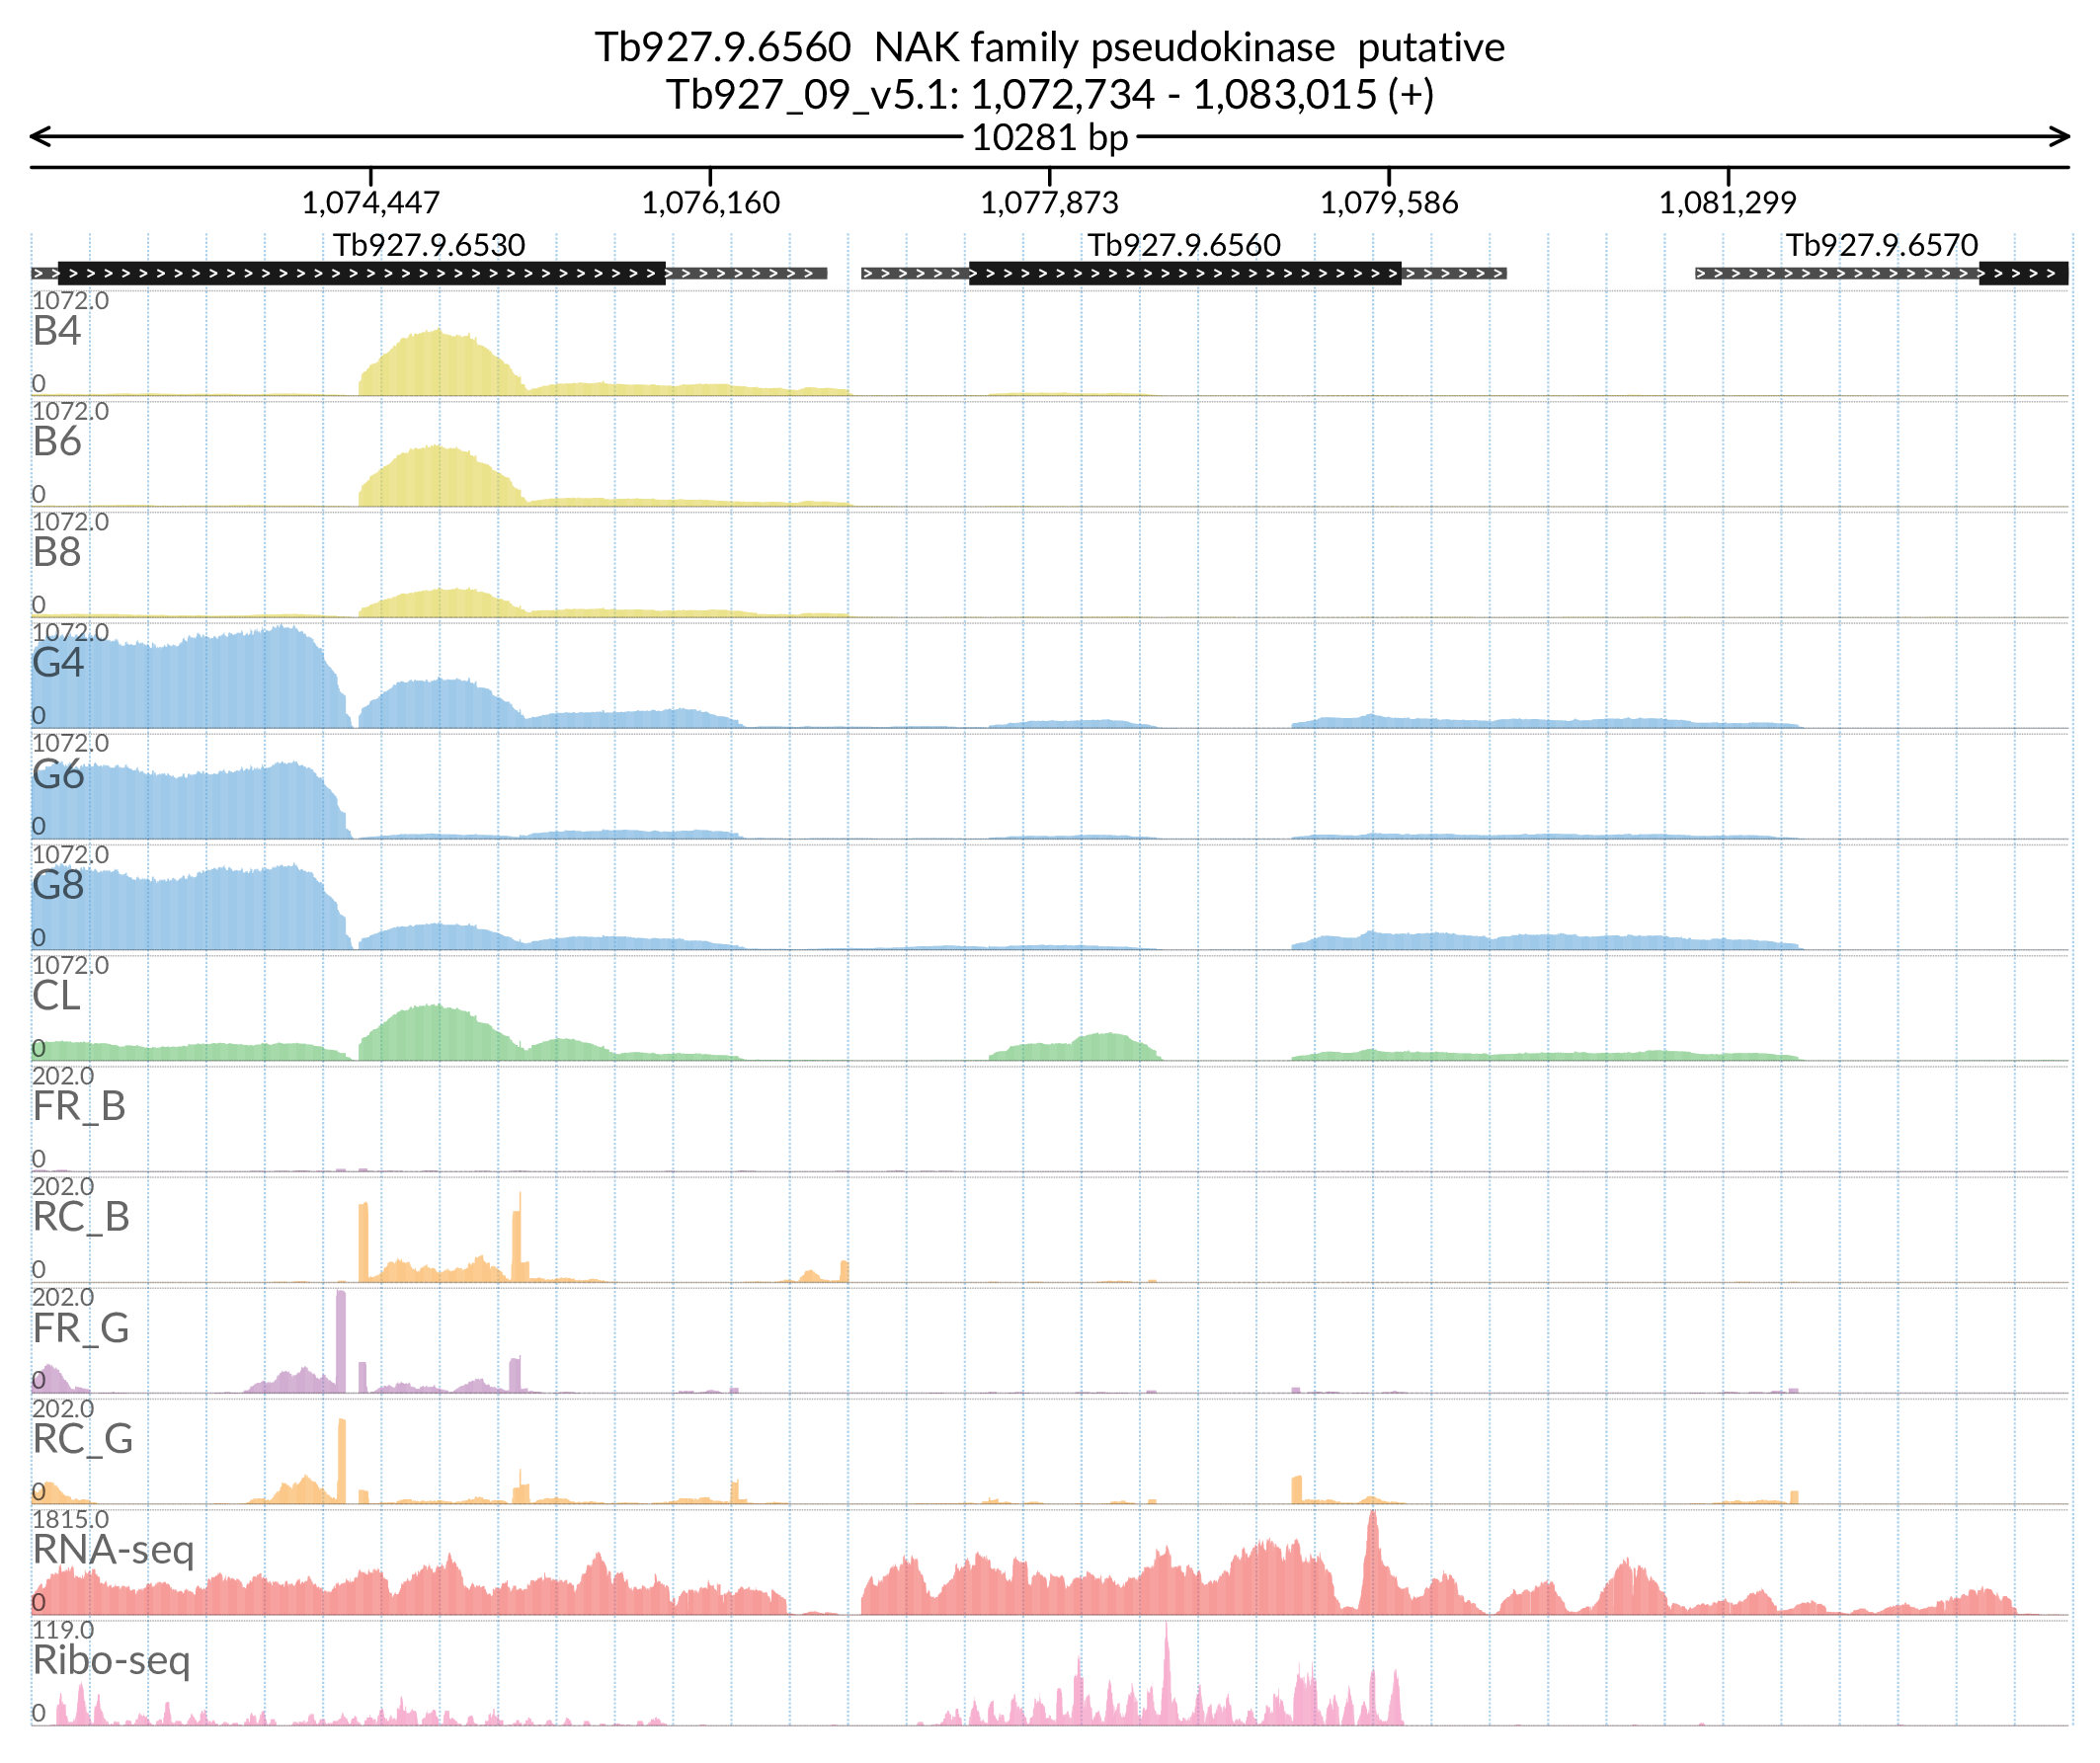 Tb927.9.6560  NAK family pseudokinase  putative
Tb927_09_v5.1: 1,072,734 - 1,083,015 (+)
10281 bp
1,074,447 1,076,160 1,077,873 1,079,586 1,081,299
Tb927.9.6530 Tb927.9.6560 Tb927.9.6570
1072.0
B4
0
1072.0
B6
0
1072.0
B8
0
1072.0
G4
0
1072.0
G6
0
1072.0
G8
0
1072.0
CL
0
202.0
FR_B
0
202.0
RC_B
0
202.0
FR_G
0
202.0
RC_G
0
1815.0
RNA-seq
0
119.0
Ribo-seq
0